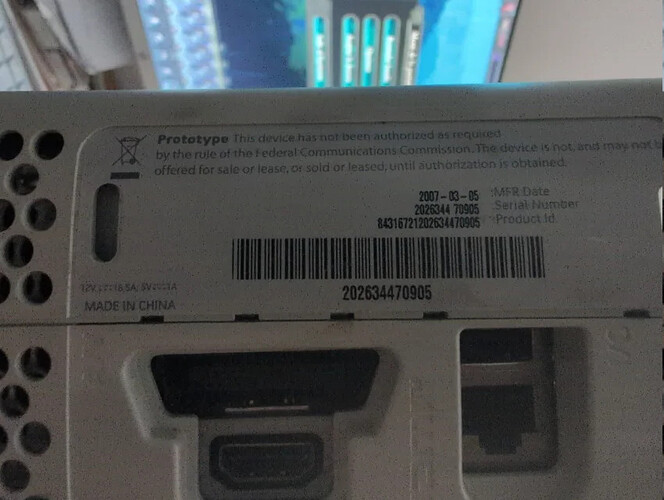 Prototype This device has not been authorized as required
by the rule of the Federal Communications Commission. The device is not, and may not b
offered for sale or lease, or sold or leased, until authorization is obtained.
2007-03-05 :MFR Date
2026344 70905 :Serial Number
843167212026344​70905 :Product Id.
202634470905
MADE IN CHINA